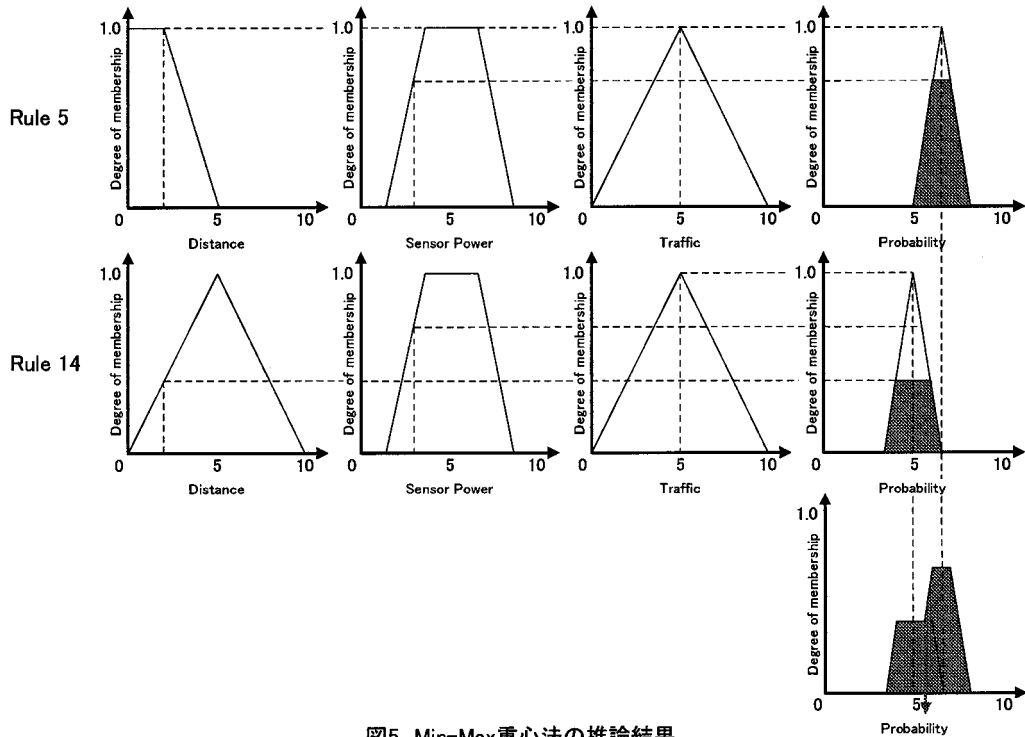 Rule 5
Degree of membership
1.0
0
5
10
Distance
Degree of membership
1.0
0
5
10
Sensor Power
Degree of membership
1.0
0
5
10
Traffic
Degree of membership
1.0
0
5
10
Probability
Rule 14
Degree of membership
1.0
0
5
10
Distance
Degree of membership
1.0
0
5
10
Sensor Power
Degree of membership
1.0
0
5
10
Traffic
Degree of membership
1.0
0
5
10
Probability
Degree of membership
1.0
0
5
10
Probability
図5 Min-Max重心法の推論結果